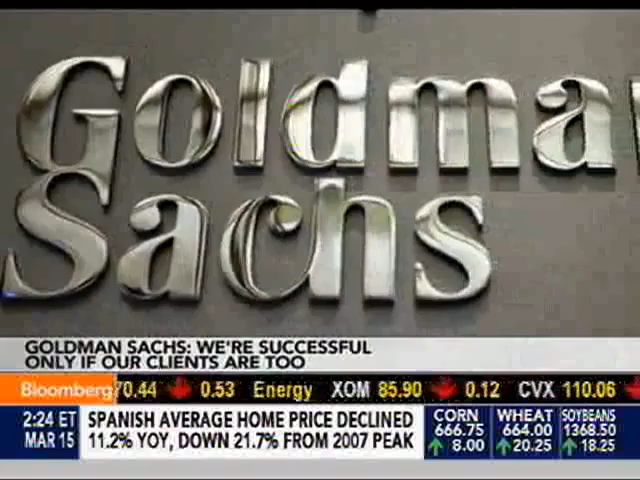 Goldma
Sachs
GOLDMAN SACHS: WE'RE SUCCESSFUL
ONLY IF OUR CLIENTS ARE TOO
Bloomberg 70.44 0.53 Energy XOM 85.90 0.12 CVX 110.06
2:24 ET
MAR 15
SPANISH AVERAGE HOME PRICE DECLINED
11.2% YOY, DOWN 21.7% FROM 2007 PEAK
CORN
666.75
8.00
WHEAT
664.00
20.25
SOYBEANS
1368.50
18.25